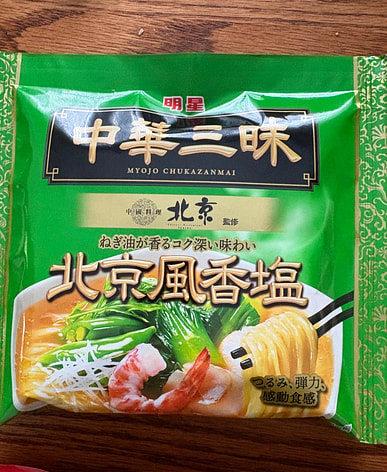 明星
中華三昧
MYOJO CHUKAZANMAI
中國料理 北京 監修
ねぎ油が香るコク深い味わい
北京風香塩
つるみ、弾力、
感動食感